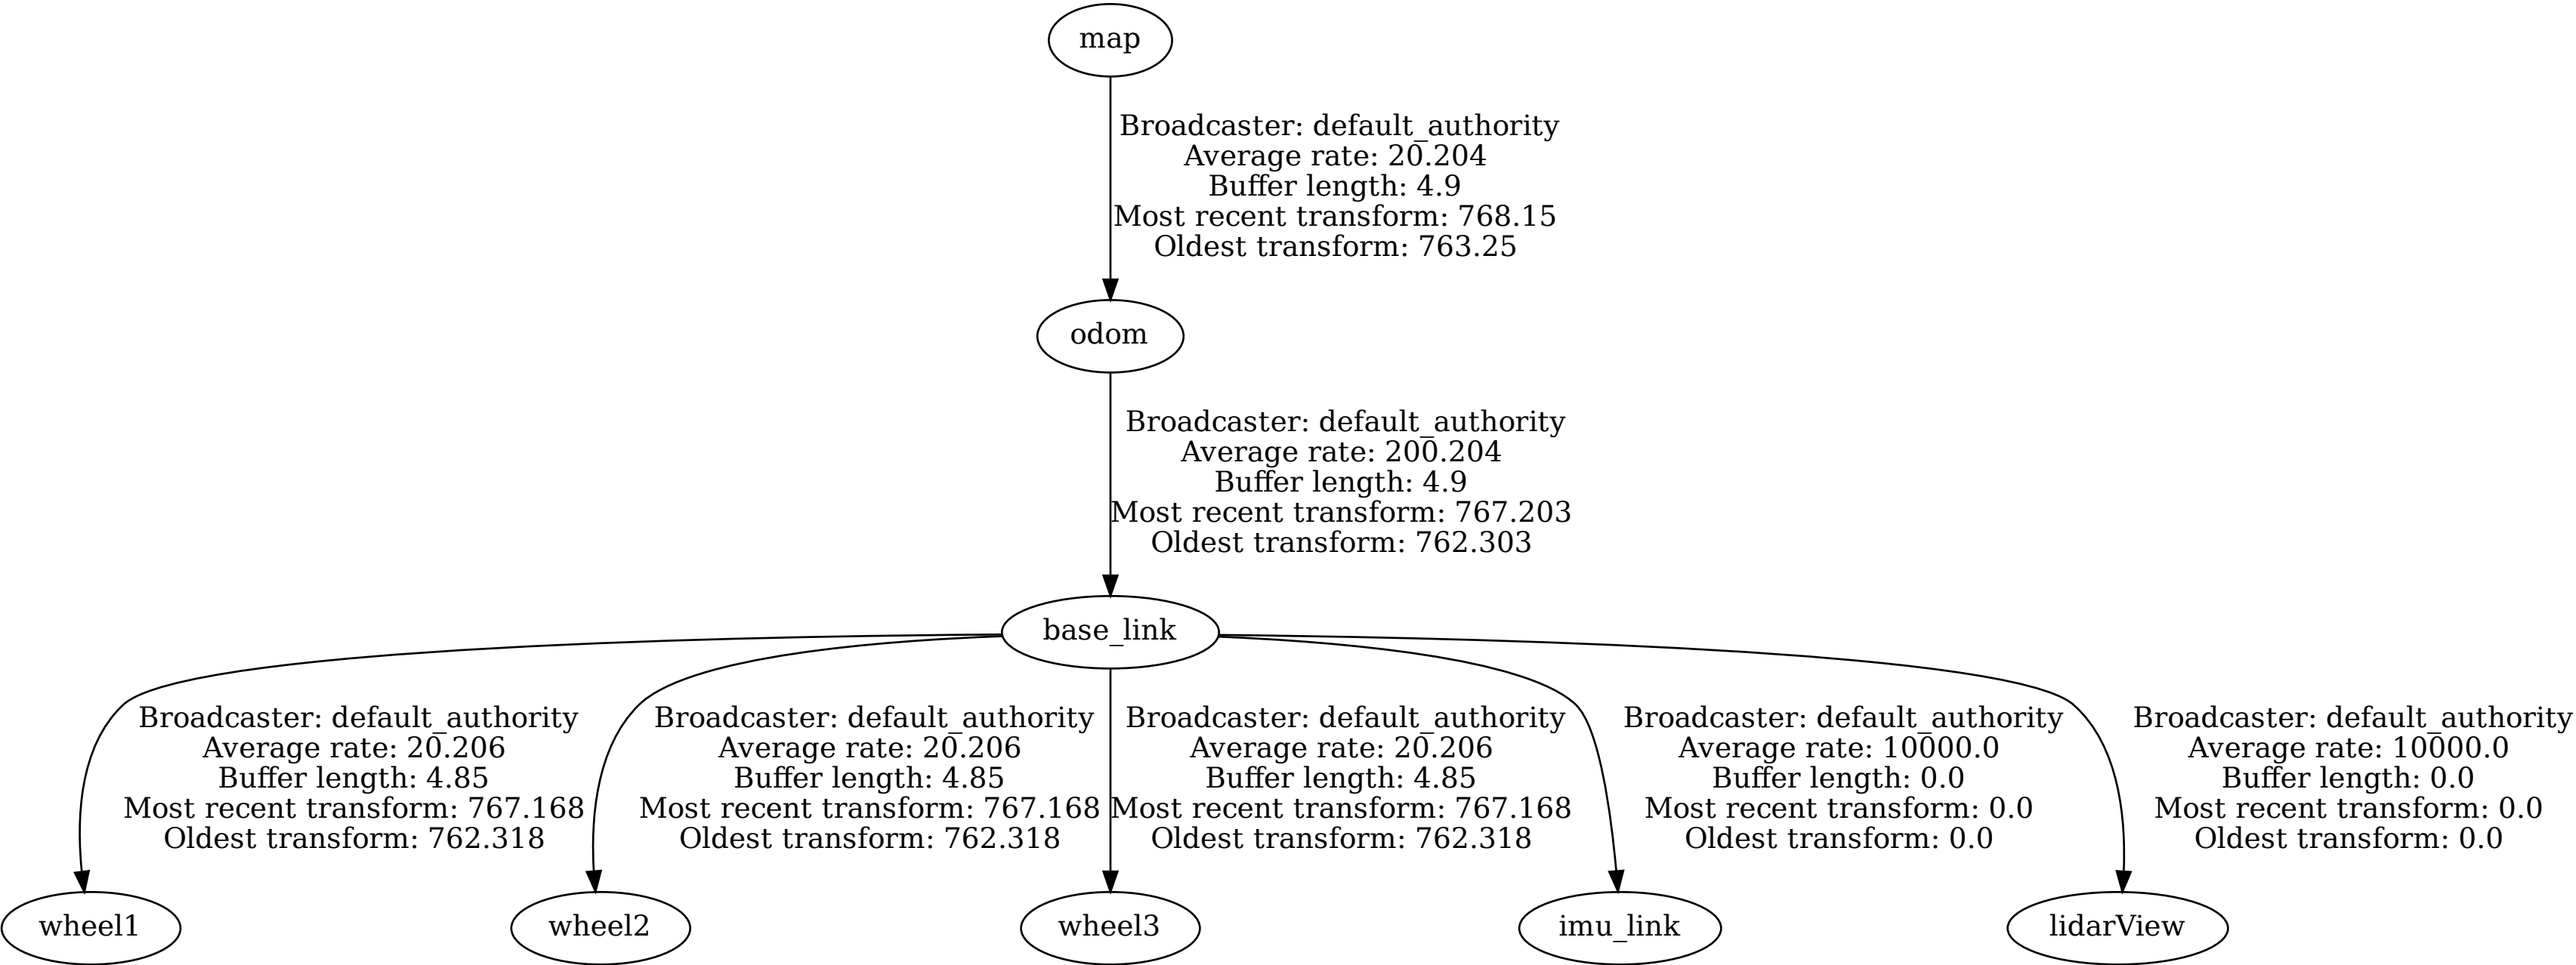 map
Broadcaster: default_authority
Average rate: 20.204
Buffer length: 4.9
Most recent transform: 768.15
Oldest transform: 763.25
odom
Broadcaster: default_authority
Average rate: 200.204
Buffer length: 4.9
Most recent transform: 767.203
Oldest transform: 762.303
base_link
Broadcaster: default_authority
Average rate: 20.206
Buffer length: 4.85
Most recent transform: 767.168
Oldest transform: 762.318
Broadcaster: default_authority
Average rate: 20.206
Buffer length: 4.85
Most recent transform: 767.168
Oldest transform: 762.318
Broadcaster: default_authority
Average rate: 20.206
Buffer length: 4.85
Most recent transform: 767.168
Oldest transform: 762.318
Broadcaster: default_authority
Average rate: 10000.0
Buffer length: 0.0
Most recent transform: 0.0
Oldest transform: 0.0
Broadcaster: default_authority
Average rate: 10000.0
Buffer length: 0.0
Most recent transform: 0.0
Oldest transform: 0.0
wheel1
wheel2
wheel3
imu_link
lidarView